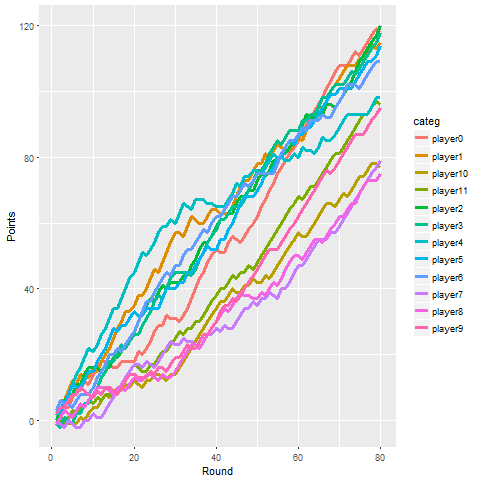 120
80
40
0
Points
0
20
40
60
80
Round
categ
player0
player1
player10
player11
player2
player3
player4
player5
player6
player7
player8
player9